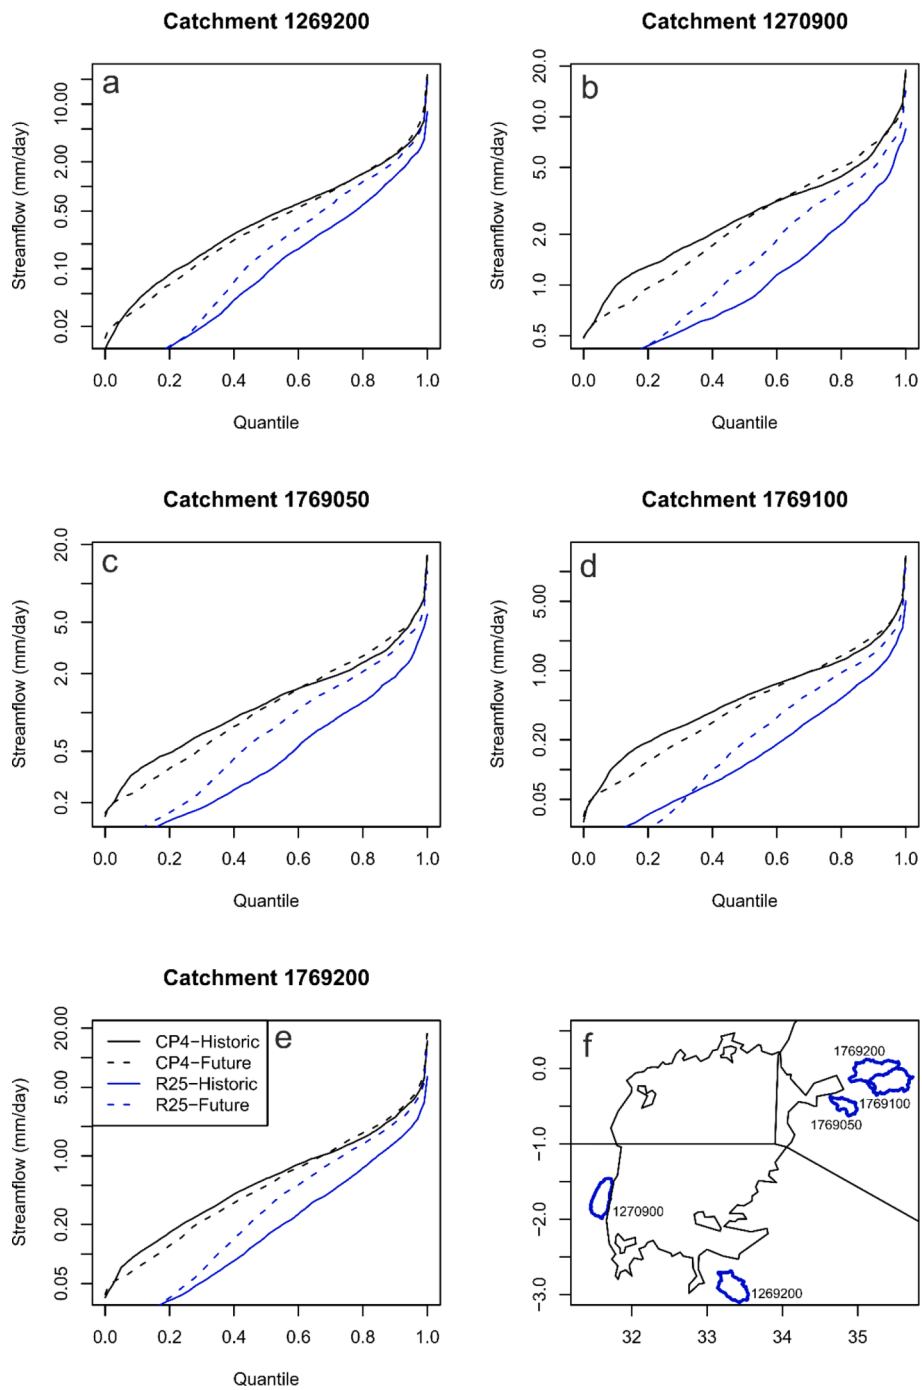 Catchment 1269200
a
Streamflow (mm/day)
10.00
2.00
0.50
0.10
0.02
0.0 0.2 0.4 0.6 0.8 1.0
Quantile
Catchment 1270900
b
Streamflow (mm/day)
20.0
10.0
5.0
2.0
1.0
0.5
0.0 0.2 0.4 0.6 0.8 1.0
Quantile
Catchment 1769050
c
Streamflow (mm/day)
20.0
5.0
2.0
0.5
0.2
0.0 0.2 0.4 0.6 0.8 1.0
Quantile
Catchment 1769100
d
Streamflow (mm/day)
5.00
1.00
0.20
0.05
0.0 0.2 0.4 0.6 0.8 1.0
Quantile
Catchment 1769200
e
CP4−Historic
CP4−Future
R25−Historic
R25−Future
Streamflow (mm/day)
20.00
5.00
1.00
0.20
0.05
0.0 0.2 0.4 0.6 0.8 1.0
Quantile
f
1769200
1769100
1769050
1270900
1269200
0.0
−1.0
−2.0
−3.0
32 33 34 35